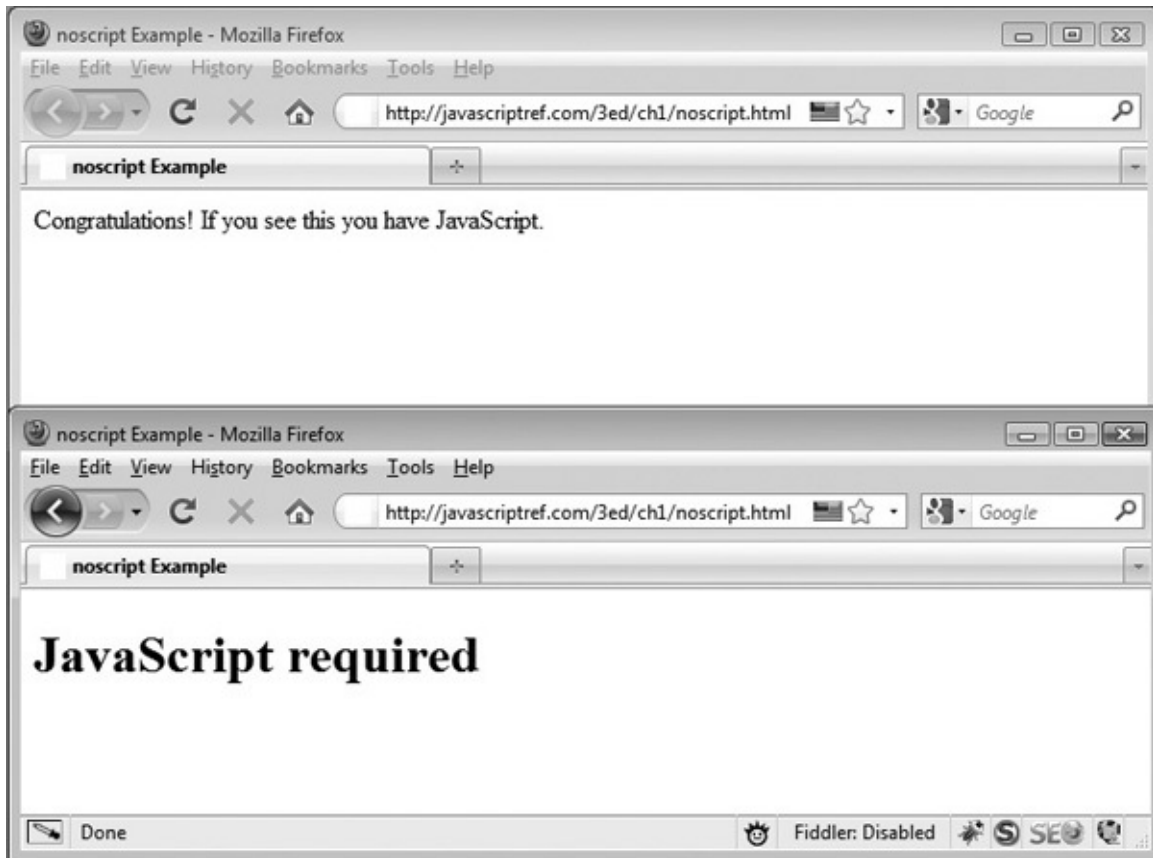 noscript Example - Mozilla Firefox
File Edit View History Bookmarks Tools Help
http://javascriptref.com/3ed/ch1/noscript.html
Google
noscript Example
Congratulations! If you see this you have JavaScript.
noscript Example - Mozilla Firefox
File Edit View History Bookmarks Tools Help
http://javascriptref.com/3ed/ch1/noscript.html
Google
noscript Example
JavaScript required
Done Fiddler: Disabled S SEO